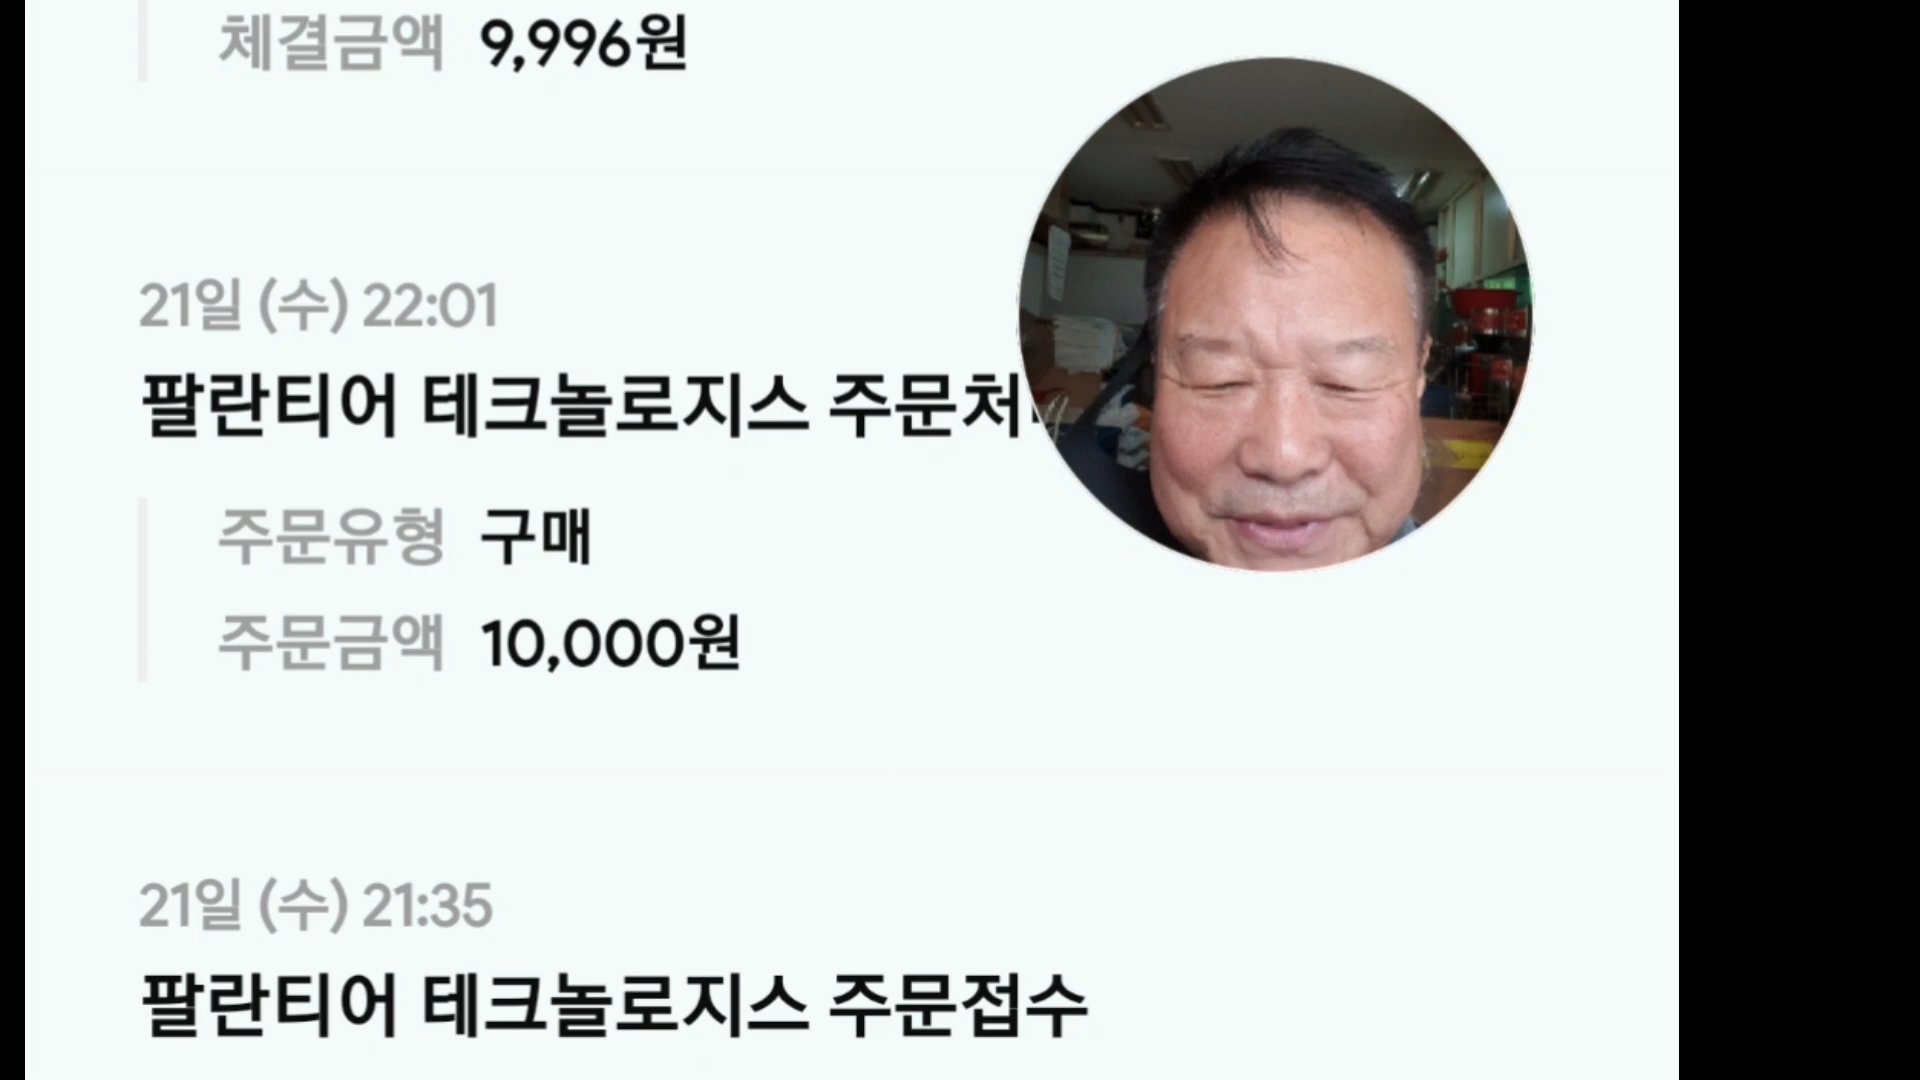 체결금액 9,996원
21일 (수) 22:01
팔란티어 테크놀로지스
주문유형 구매
주문금액 10,000원
21일 (수) 21:35
팔란티어 테크놀로지스 주문접수